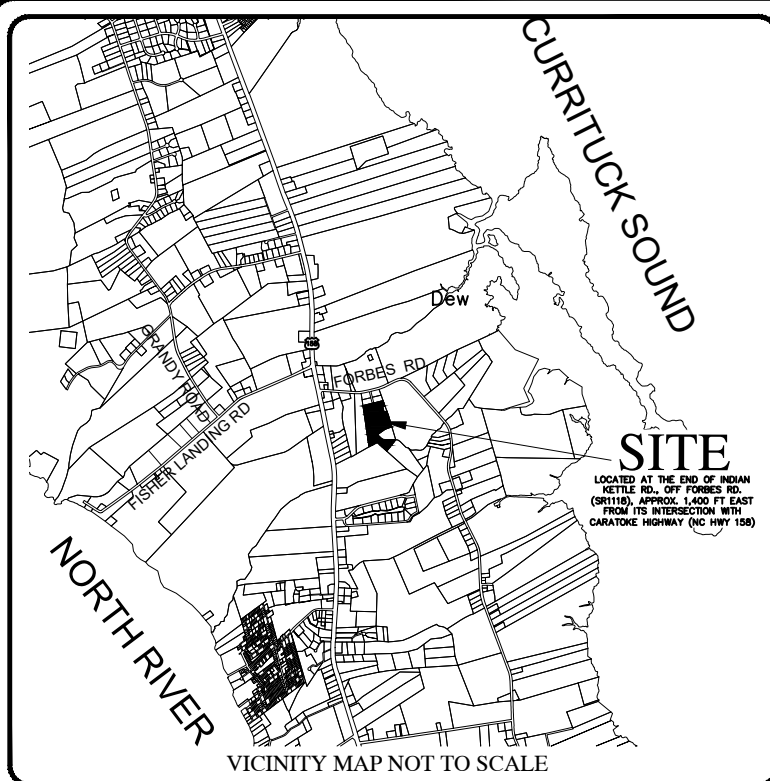 CURRITUCK SOUND
Dew
158
FORBES RD
GRANDY ROAD
FISHER LANDING RD
SITE
LOCATED AT THE END OF INDIAN
KETTLE RD., OFF FORBES RD.
(SR1118), APPROX. 1,400 FT EAST
FROM ITS INTERSECTION WITH
CARATOKE HIGHWAY (NC HWY 158)
NORTH RIVER
VICINITY MAP NOT TO SCALE